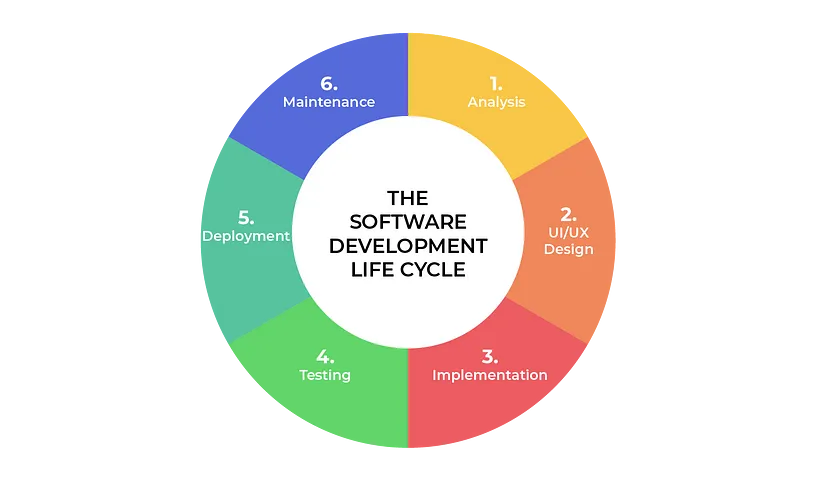 THE
SOFTWARE
DEVELOPMENT
LIFE CYCLE
1.
Analysis
2.
UI/UX
Design
3.
Implementation
4.
Testing
5.
Deployment
6.
Maintenance